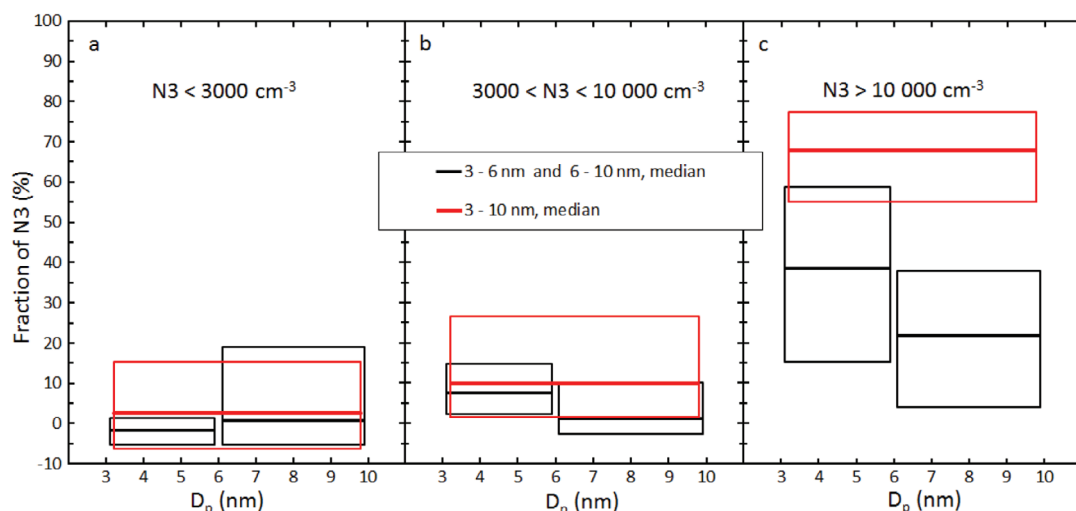 100
90
80
70
60
50
40
30
20
10
0
-10
Fraction of N3 (%)
a
N3 < 3000 cm⁻³
b
3000 < N3 < 10 000 cm⁻³
c
N3 > 10 000 cm⁻³
3 - 6 nm and 6 - 10 nm, median
3 - 10 nm, median
3 4 5 6 7 8 9 10
3 4 5 6 7 8 9 10
3 4 5 6 7 8 9 10
Dₚ (nm)
Dₚ (nm)
Dₚ (nm)